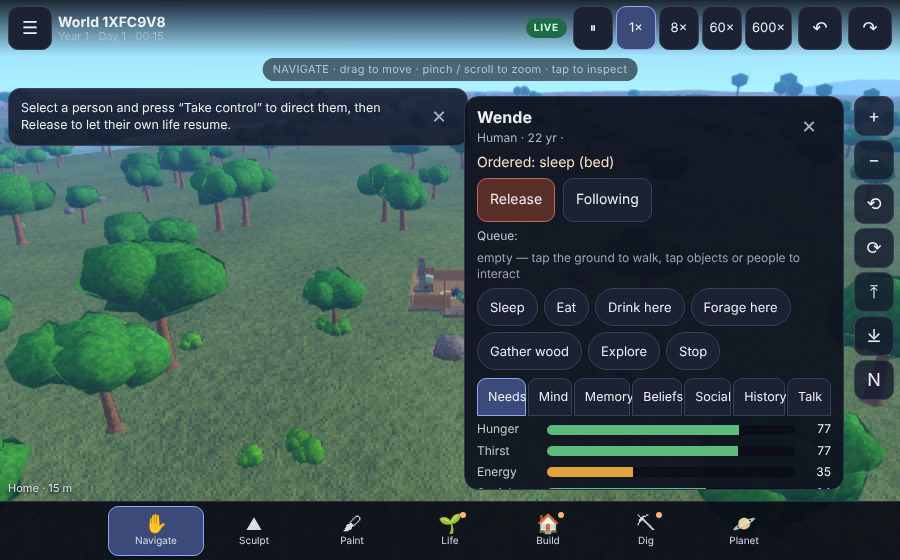 World 1XFC9V8
Year 1 · Day 1 · 00:15
LIVE
1×
8×
60×
600×
NAVIGATE · drag to move · pinch / scroll to zoom · tap to inspect
Select a person and press “Take control” to direct them, then
Release to let their own life resume.
Wende
Human · 22 yr ·
Ordered: sleep (bed)
Release
Following
Queue:
empty — tap the ground to walk, tap objects or people to
interact
Sleep
Eat
Drink here
Forage here
Gather wood
Explore
Stop
Needs
Mind
Memory
Beliefs
Social
History
Talk
Hunger 77
Thirst 77
Energy 35
N
Home · 15 m
Navigate
Sculpt
Paint
Life
Build
Dig
Planet